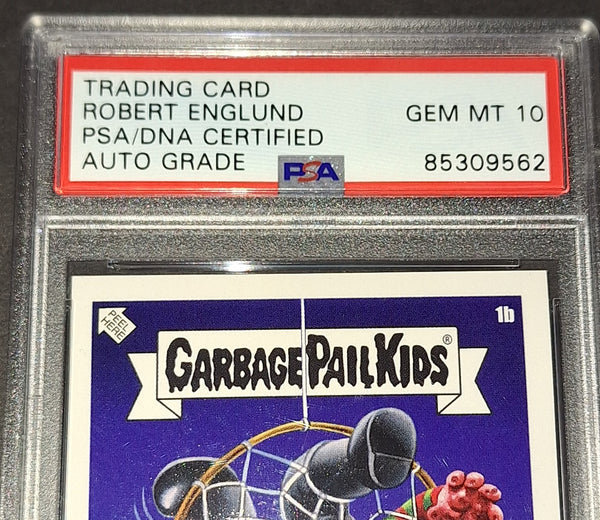 TRADING CARD
ROBERT ENGLUND
PSA/DNA CERTIFIED
AUTO GRADE
GEM MT 10
85309562
PSA
PEEL HERE
1b
GARBAGE PAIL KIDS®